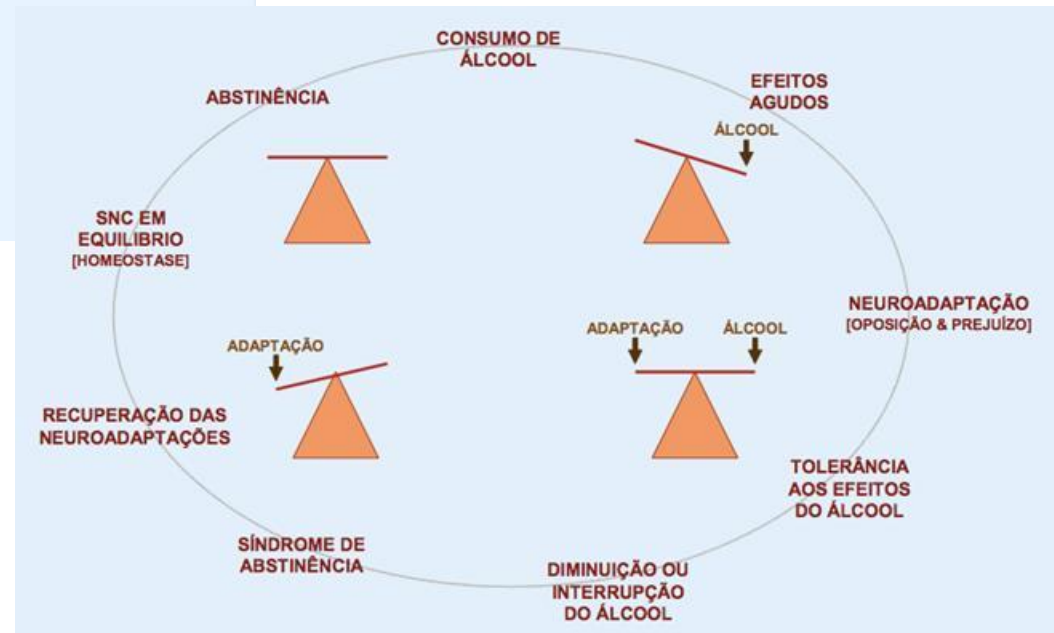 CONSUMO DE
ÁLCOOL
EFEITOS
AGUDOS
ABSTINÊNCIA
ÁLCOOL
SNC EM
EQUILIBRIO
[HOMEOSTASE]
NEUROADAPTAÇÃO
[OPOSIÇÃO & PREJUÍZO]
ADAPTAÇÃO
ÁLCOOL
ADAPTAÇÃO
RECUPERAÇÃO DAS
NEUROADAPTAÇÕES
TOLERÂNCIA
AOS EFEITOS
DO ÁLCOOL
SÍNDROME DE
ABSTINÊNCIA
DIMINUIÇÃO OU
INTERRUPÇÃO
DO ÁLCOOL